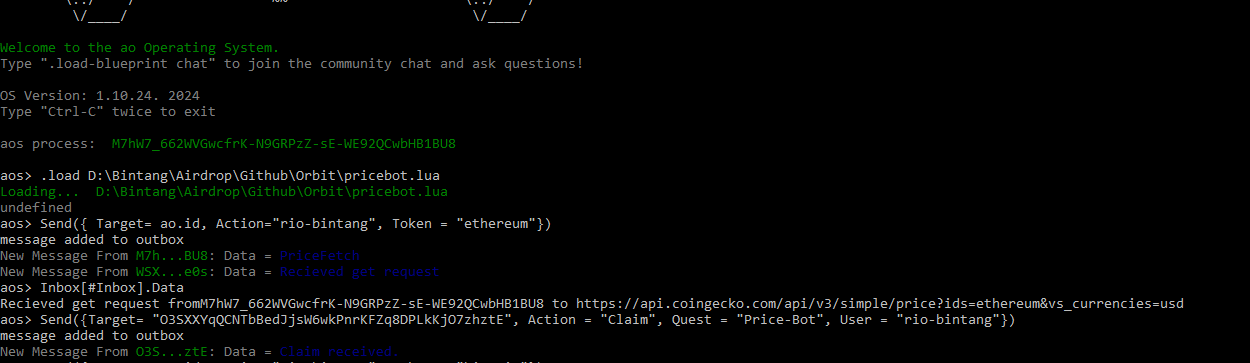 Welcome to the ao Operating System.
Type ".load-blueprint chat" to join the community chat and ask questions!
OS Version: 1.10.24. 2024
Type "Ctrl-C" twice to exit
aos process:  M7hW7_662WVGwcfrK-N9GRPzZ-sE-WE92QCwbHB1BU8
aos> .load D:\Bintang\Airdrop\Github\Orbit\pricebot.lua
Loading...  D:\Bintang\Airdrop\Github\Orbit\pricebot.lua
undefined
aos> Send({ Target= ao.id, Action="rio-bintang", Token = "ethereum"})
message added to outbox
New Message From M7h...BU8: Data = PriceFetch
New Message From WSX...e0s: Data = Recieved get request
aos> Inbox[#Inbox].Data
Recieved get request fromM7hW7_662WVGwcfrK-N9GRPzZ-sE-WE92QCwbHB1BU8 to https://api.coingecko.com/api/v3/simple/price?ids=ethereum&vs_currencies=usd
aos> Send({Target= "O3SXXYqQCNTbBedJjsW6wkPnrKFZq8DPLkKjO7zhztE", Action = "Claim", Quest = "Price-Bot", User = "rio-bintang"})
message added to outbox
New Message From O3S...ztE: Data = Claim received.